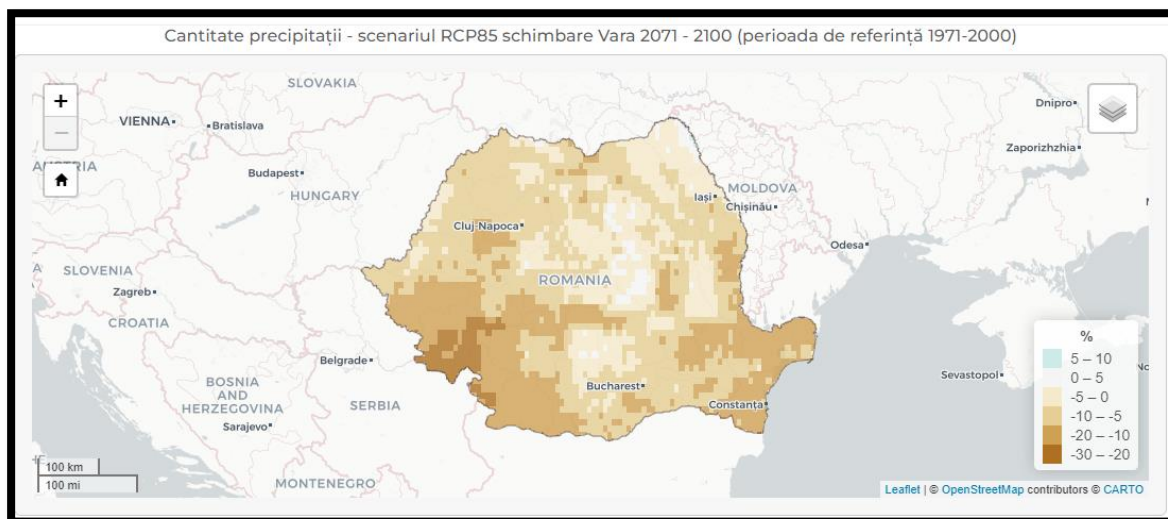 Cantitate precipitații - scenariul RCP85 schimbare Vara 2071 - 2100 (perioada de referință 1971-2000)
+
−
SLOVAKIA
VIENNA
Bratislava
Dnipro
Zaporizhzhia
Budapest
HUNGARY
MOLDOVA
Iași
Chișinău
Cluj-Napoca
Odesa
SLOVENIA
ROMANIA
Zagreb
CROATIA
Belgrade
BOSNIA
AND
HERZEGOVINA
Sarajevo
SERBIA
Bucharest
Constanța
Sevastopol
MONTENEGRO
%
5 – 10
0 – 5
-5 – 0
-10 – -5
-20 – -10
-30 – -20
100 km
100 mi
Leaflet | © OpenStreetMap contributors © CARTO